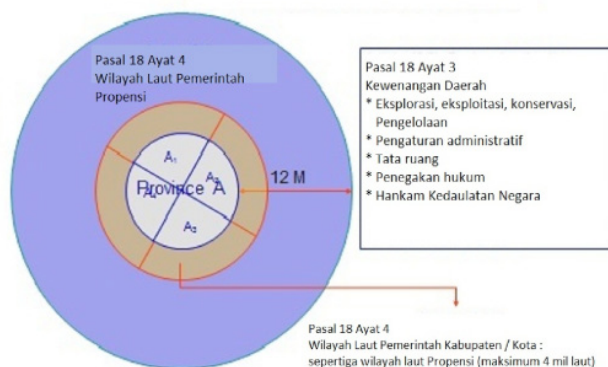 Pasal 18 Ayat 4
Wilayah Laut Pemerintah
Propensi
Pasal 18 Ayat 3
Kewenangan Daerah
* Eksplorasi, eksploitasi, konservasi,
Pengelolaan
* Pengaturan administratif
* Tata ruang
* Penegakan hukum
* Hankam Kedaulatan Negara
A₁
Province A
A₃
12 M
Pasal 18 Ayat 4
Wilayah Laut Pemerintah Kabupaten / Kota :
sepertiga wilayah laut Propensi (maksimum 4 mil laut)